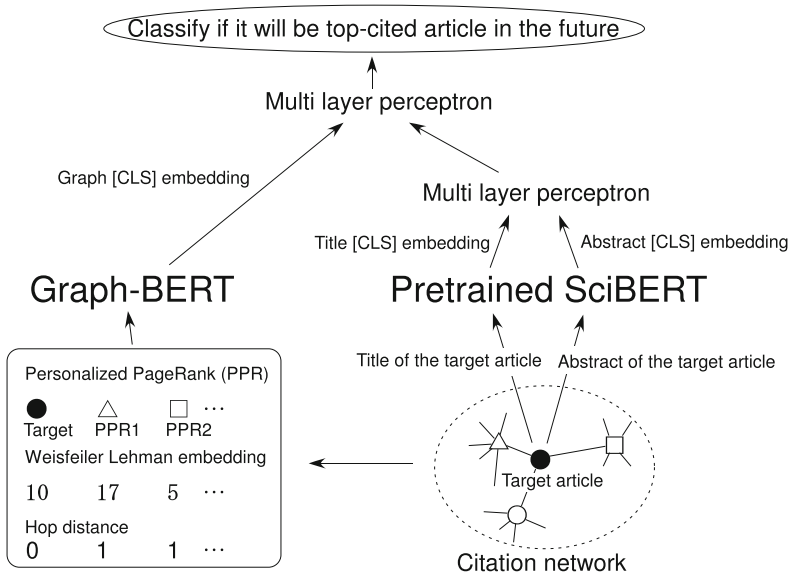 Classify if it will be top-cited article in the future
Multi layer perceptron
Graph [CLS] embedding
Multi layer perceptron
Title [CLS] embedding
Abstract [CLS] embedding
Graph-BERT
Pretrained SciBERT
Title of the target article
Abstract of the target article
Personalized PageRank (PPR)
...
Target PPR1 PPR2
Weisfeiler Lehman embedding
10 17 5 ...
Hop distance
0 1 1 ...
Target article
Citation network